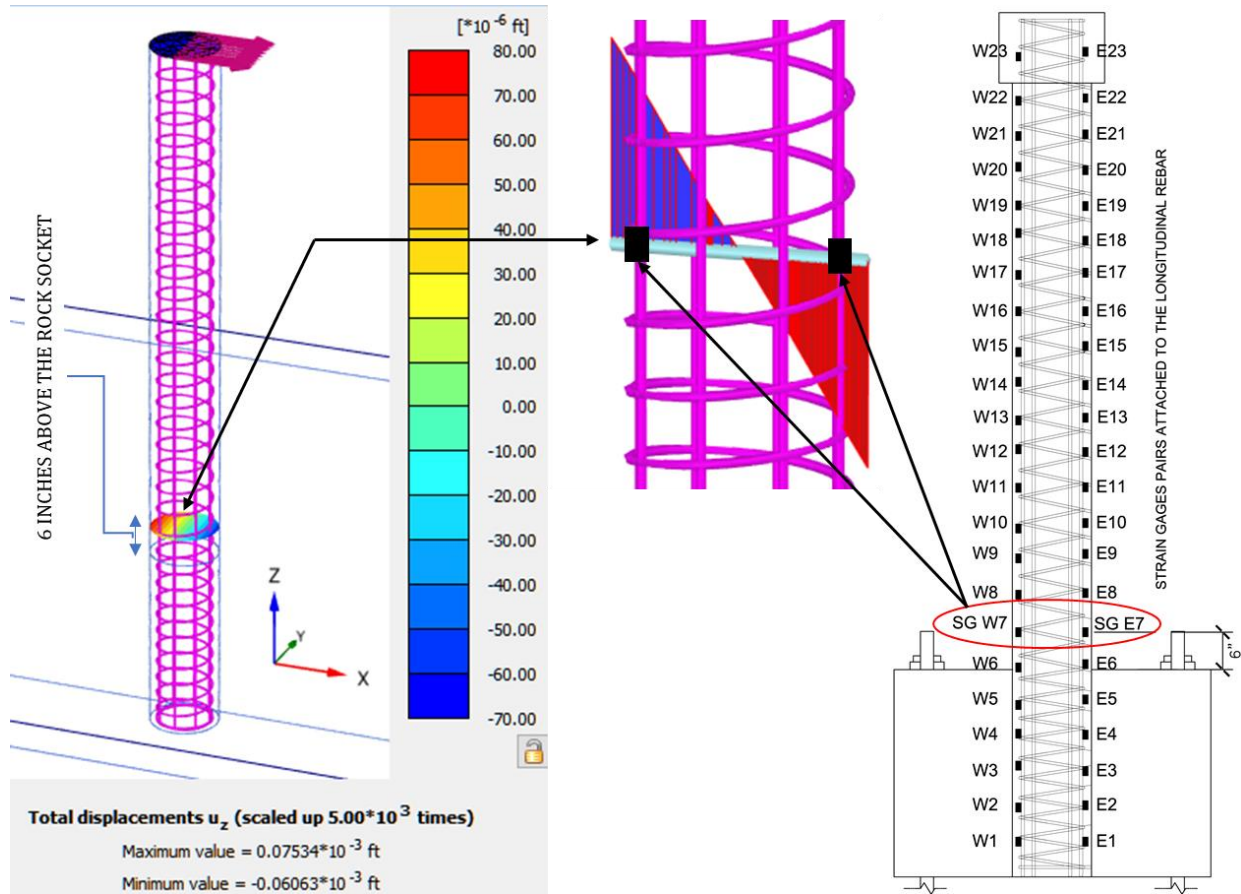 [*10⁻⁶ ft]
80.00
70.00
60.00
50.00
40.00
30.00
20.00
10.00
0.00
-10.00
-20.00
-30.00
-40.00
-50.00
-60.00
-70.00
6 INCHES ABOVE THE ROCK SOCKET
Z
Y
X
Total displacements u_z (scaled up 5.00*10³ times)
Maximum value = 0.07534*10⁻³ ft
Minimum value = -0.06063*10⁻³ ft
W23 E23
W22 E22
W21 E21
W20 E20
W19 E19
W18 E18
W17 E17
W16 E16
W15 E15
W14 E14
W13 E13
W12 E12
W11 E11
W10 E10
W9 E9
W8 E8
SG W7 SG E7
W6 E6
W5 E5
W4 E4
W3 E3
W2 E2
W1 E1
STRAIN GAGES PAIRS ATTACHED TO THE LONGITUDINAL REBAR
6"